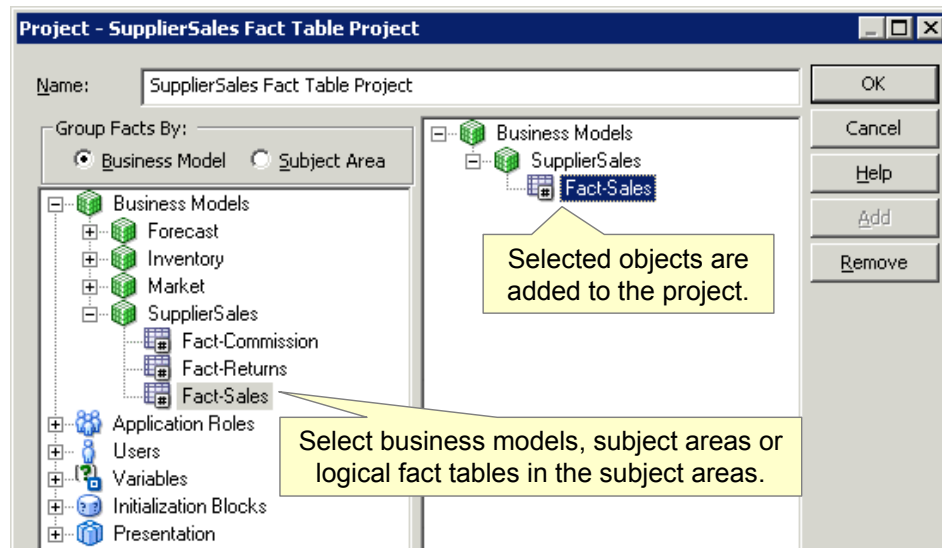 Project - SupplierSales Fact Table Project
Name:
SupplierSales Fact Table Project
OK
Group Facts By:
Business Model
Subject Area
Cancel
Help
Add
Remove
Business Models
Forecast
Inventory
Market
SupplierSales
Fact-Commission
Fact-Returns
Fact-Sales
Application Roles
Users
Variables
Initialization Blocks
Presentation
Business Models
SupplierSales
Fact-Sales
Selected objects are
added to the project.
Select business models, subject areas or
logical fact tables in the subject areas.